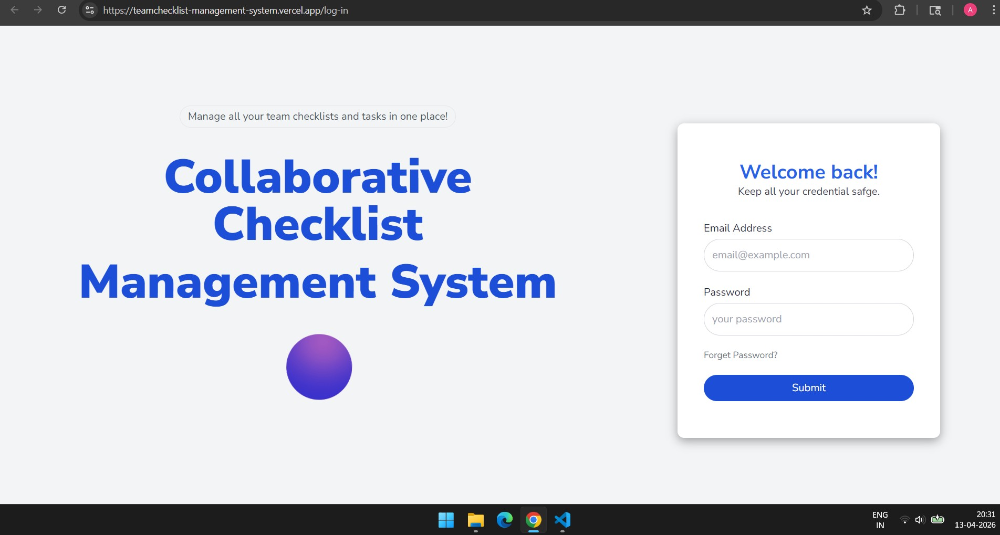 https://teamchecklist-management-system.vercel.app/log-in
A
Manage all your team checklists and tasks in one place!
Collaborative
Checklist
Management System
Welcome back!
Keep all your credential safge.
Email Address
email@example.com
Password
your password
Forget Password?
Submit
ENG
IN
20:31
13-04-2026